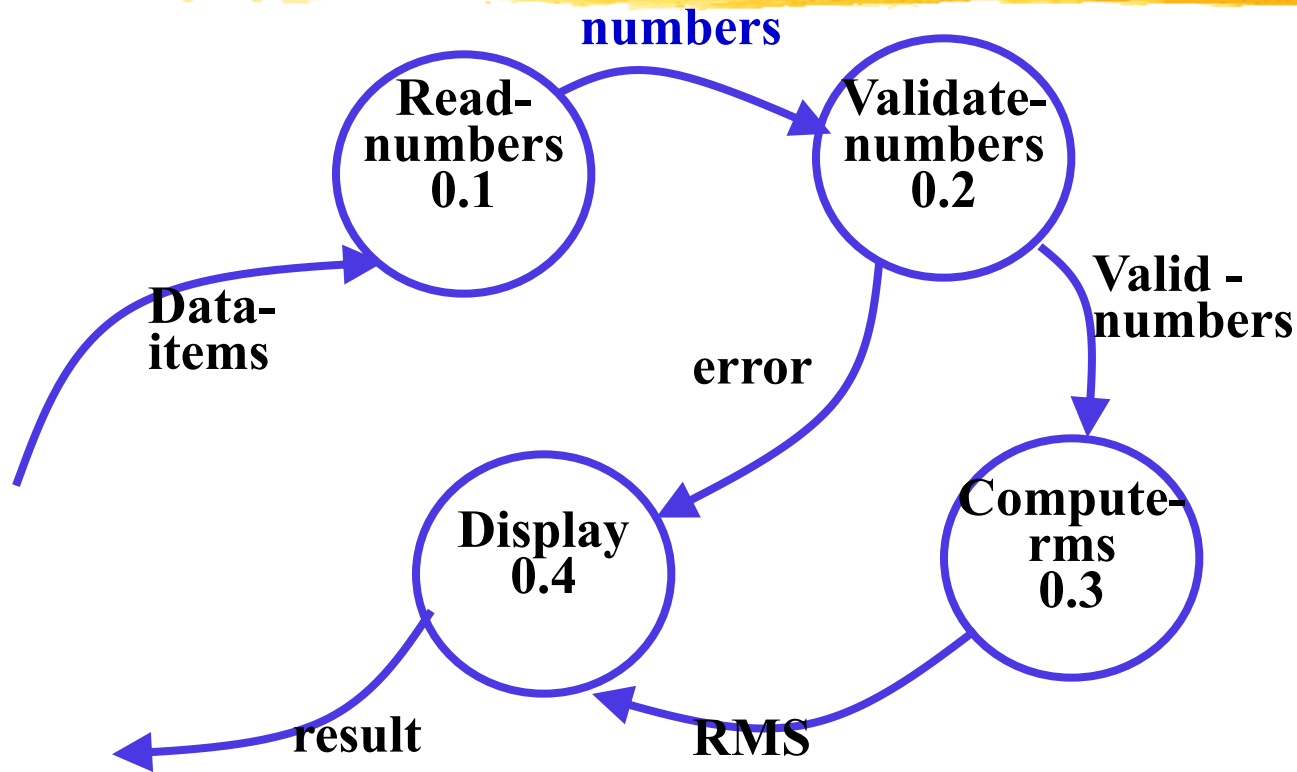 numbers
Read-
numbers
0.1
Validate-
numbers
0.2
Data-
items
Valid -
numbers
error
Display
0.4
Compute-
rms
0.3
result
RMS